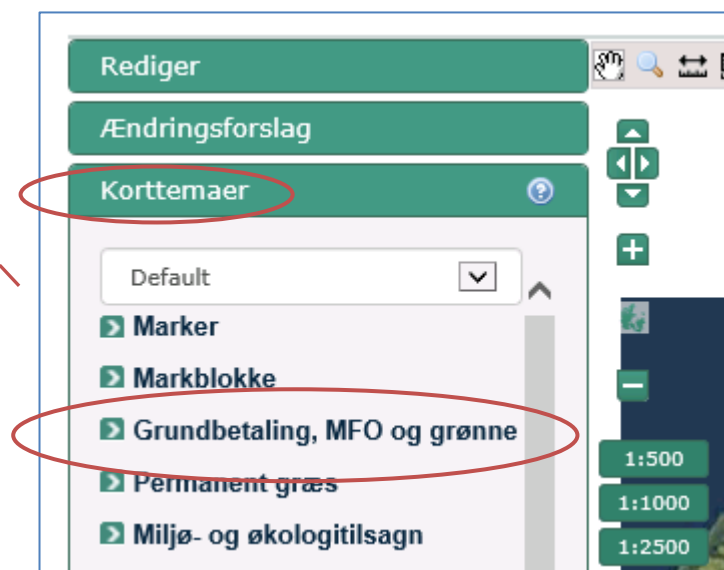 Rediger
Ændringsforslag
Korttemaer
Default
Marker
Markblokke
Grundbetaling, MFO og grønne
Permanent græs
Miljø- og økologitilsagn
1:500
1:1000
1:2500